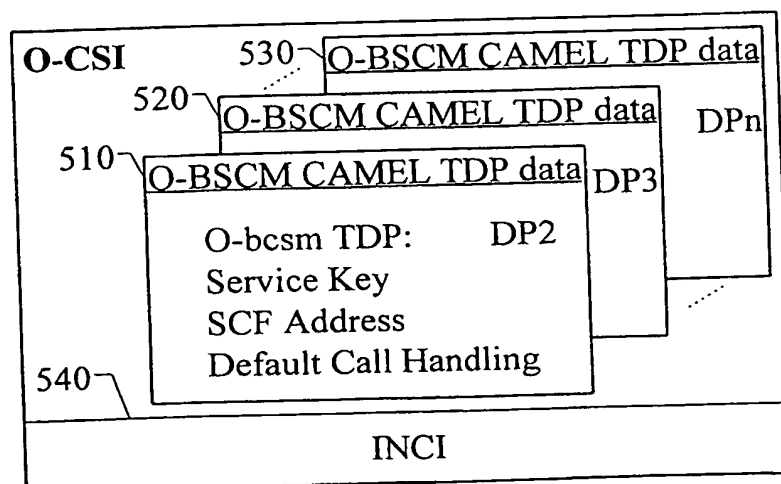 O-CSI
530
O-BSCM CAMEL TDP data
DPn
520
O-BSCM CAMEL TDP data
DP3
510
O-BSCM CAMEL TDP data
O-bcsm TDP: DP2
Service Key
SCF Address
Default Call Handling
540
INCI